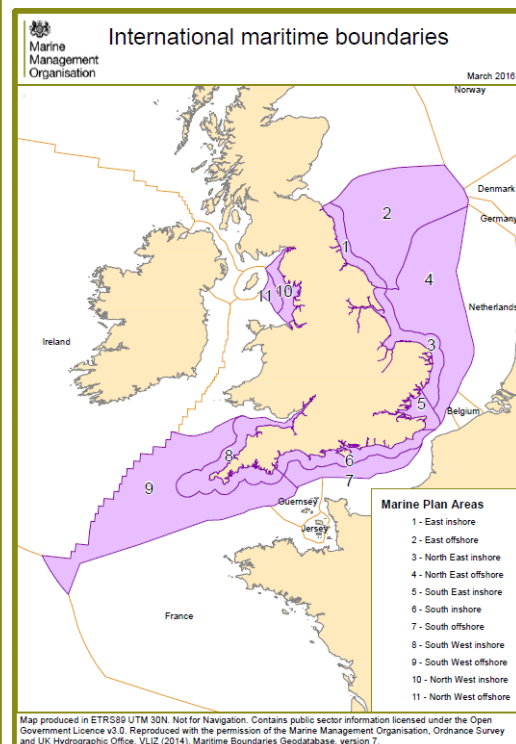 Marine
Management
Organisation
International maritime boundaries
March 2016
Norway
Denmark
Germany
2
1
4
11
10
Netherlands
Ireland
3
5
Belgium
8
6
9
7
Guernsey
Jersey
France
Marine Plan Areas
1 - East inshore
2 - East offshore
3 - North East inshore
4 - North East offshore
5 - South East inshore
6 - South inshore
7 - South offshore
8 - South West inshore
9 - South West offshore
10 - North West inshore
11 - North West offshore
Map produced in ETRS89 UTM 30N. Not for Navigation. Contains public sector information licensed under the Open
Government Licence v3.0. Reproduced with the permission of the Marine Management Organisation, Ordnance Survey
and UK Hydrographic Office. VLIZ (2014). Maritime Boundaries Geodatabase, version 7.